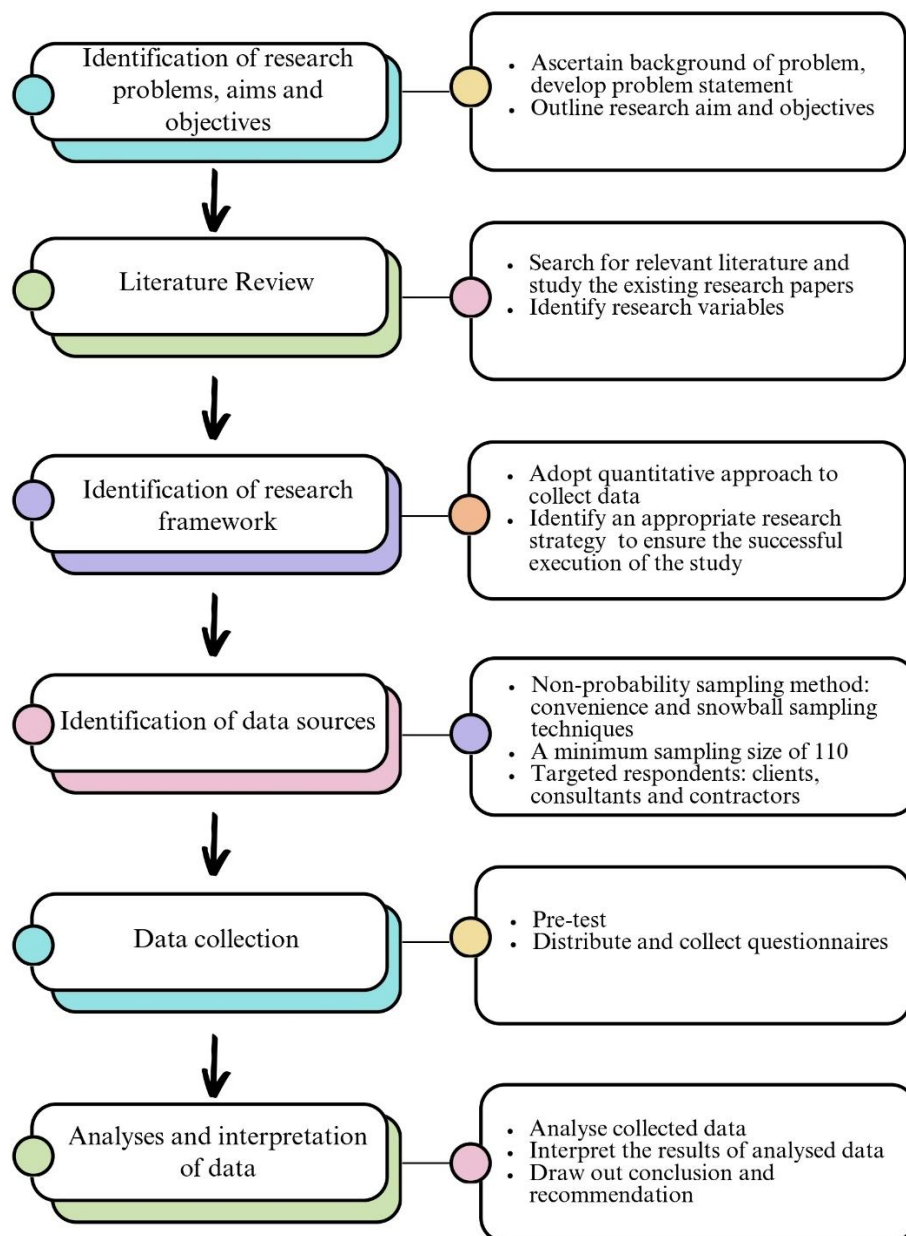 Identification of research
problems, aims and
objectives
• Ascertain background of problem,
develop problem statement
• Outline research aim and objectives
Literature Review
• Search for relevant literature and
study the existing research papers
• Identify research variables
Identification of research
framework
• Adopt quantitative approach to
collect data
• Identify an appropriate research
strategy to ensure the successful
execution of the study
Identification of data sources
• Non-probability sampling method:
convenience and snowball sampling
techniques
• A minimum sampling size of 110
• Targeted respondents: clients,
consultants and contractors
Data collection
• Pre-test
• Distribute and collect questionnaires
Analyses and interpretation
of data
• Analyse collected data
• Interpret the results of analysed data
• Draw out conclusion and
recommendation